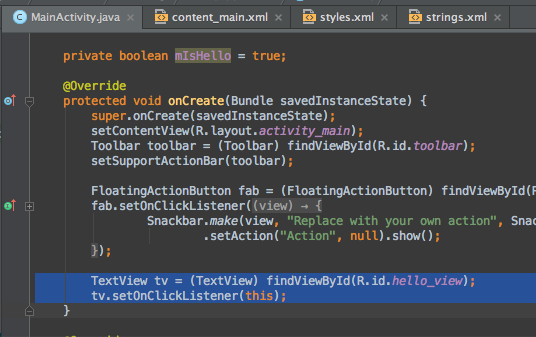 MainActivity.java
content_main.xml
styles.xml
strings.xml
private boolean mIsHello = true;
@Override
protected void onCreate(Bundle savedInstanceState) {
super.onCreate(savedInstanceState);
setContentView(R.layout.activity_main);
Toolbar toolbar = (Toolbar) findViewById(R.id.toolbar);
setSupportActionBar(toolbar);
FloatingActionButton fab = (FloatingActionButton) findViewById(R
fab.setOnClickListener((view) → {
Snackbar.make(view, "Replace with your own action", Snac
.setAction("Action", null).show();
});
TextView tv = (TextView) findViewById(R.id.hello_view);
tv.setOnClickListener(this);
}